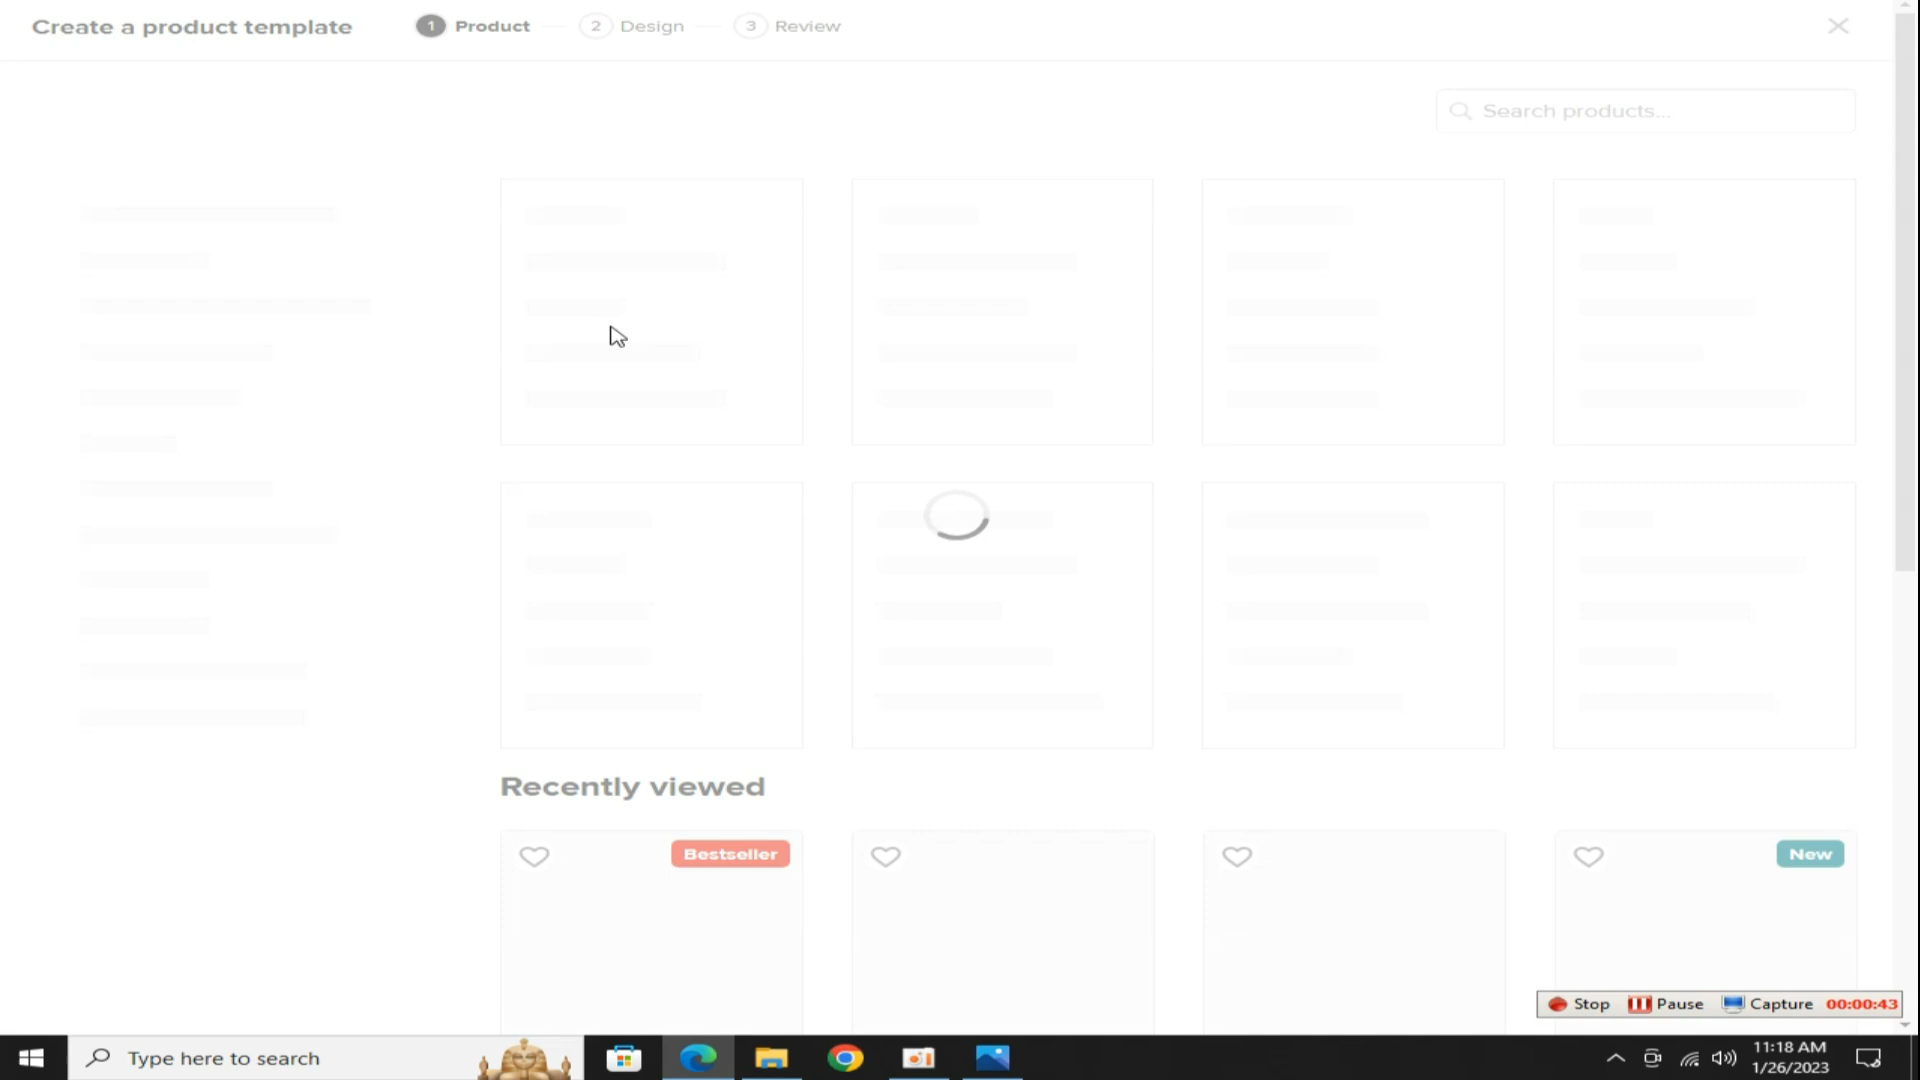 Create a product template
1 Product
2 Design
3 Review
Search products...
Recently viewed
Bestseller
New
Stop Pause Capture 00:00:43
Type here to search
11:18 AM
1/26/2023